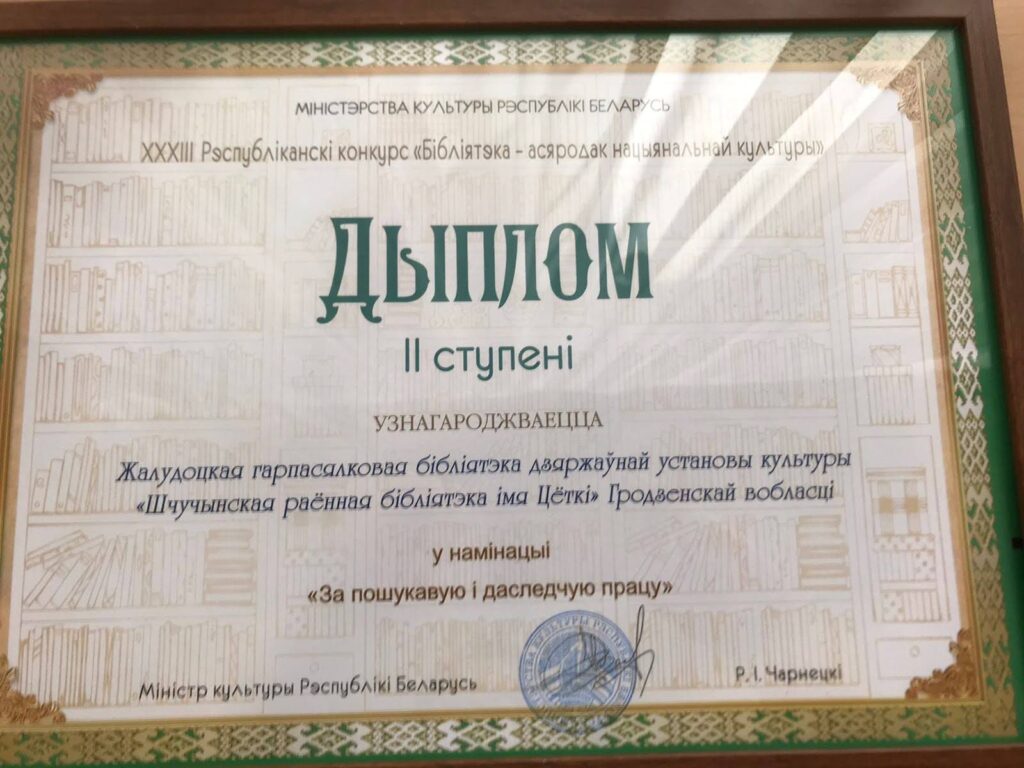 МІНІСТЭРСТВА КУЛЬТУРЫ РЭСПУБЛІКІ БЕЛАРУСЬ
XXXIII Рэспубліканскі конкурс «Бібліятэка – асяродак нацыянальнай культуры»
Дыплом
II ступені
УЗНАГАРОДЖВАЕЦЦА
Жалудоцкая гарпасялковая бібліятэка дзяржаўнай установы культуры
«Шчучынская раённая бібліятэка імя Цёткі» Гродзенскай вобласці
у намінацыі
«За пошукавую і даследчую працу»
Міністр культуры Рэспублікі Беларусь
Р. І. Чарнецкі